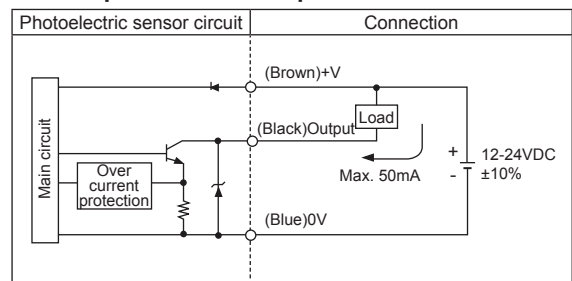 Photoelectric sensor circuit
Connection
(Brown)+V
Load
(Black)Output
Main circuit
Over
current
protection
Max. 50mA
+
-
12-24VDC
±10%
(Blue)0V